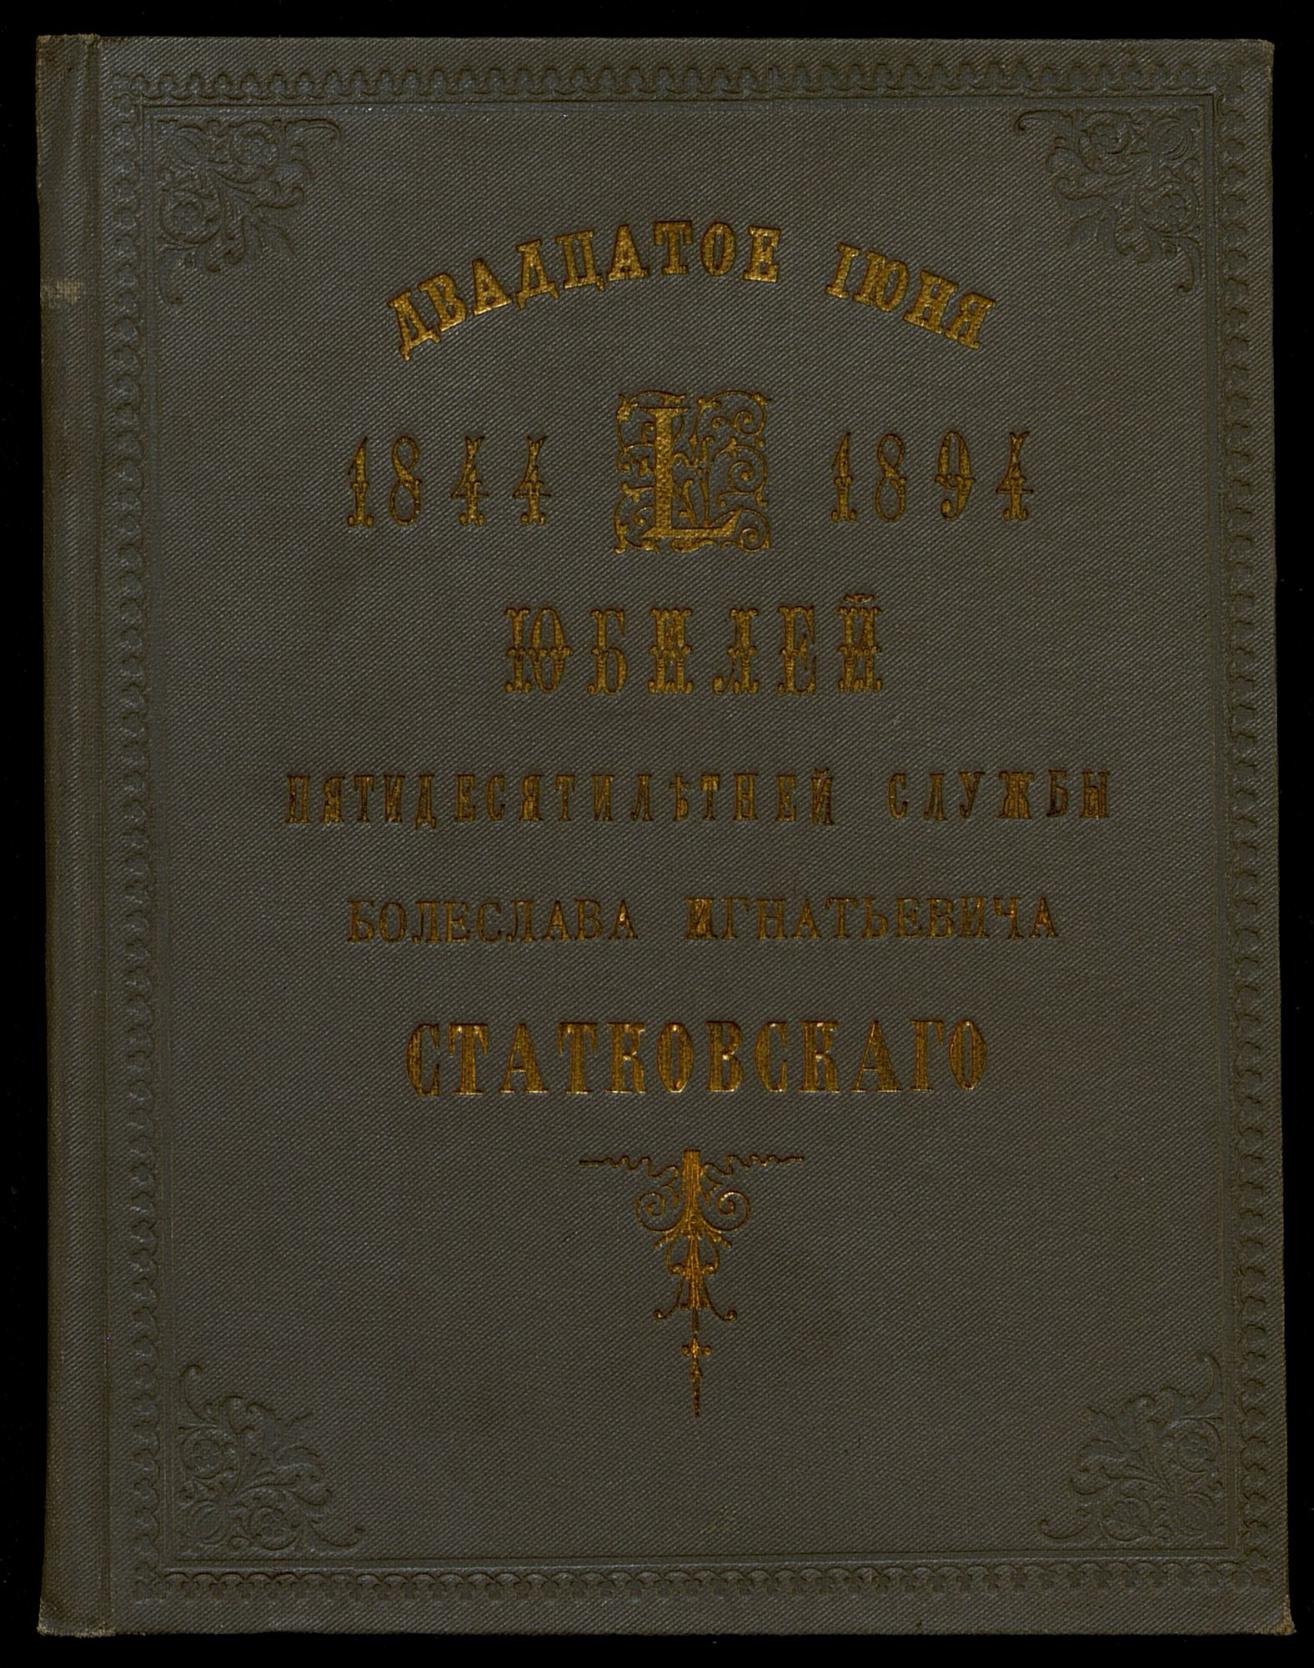 ДВАДЦАТОЕ ІЮНЯ
1844 L 1894
ЮБИЛЕЙ
ПЯТИДЕСЯТИЛѢТНЕЙ СЛУЖБЫ
БОЛЕСЛАВА ИГНАТЬЕВИЧА
СТАТКОВСКАГО